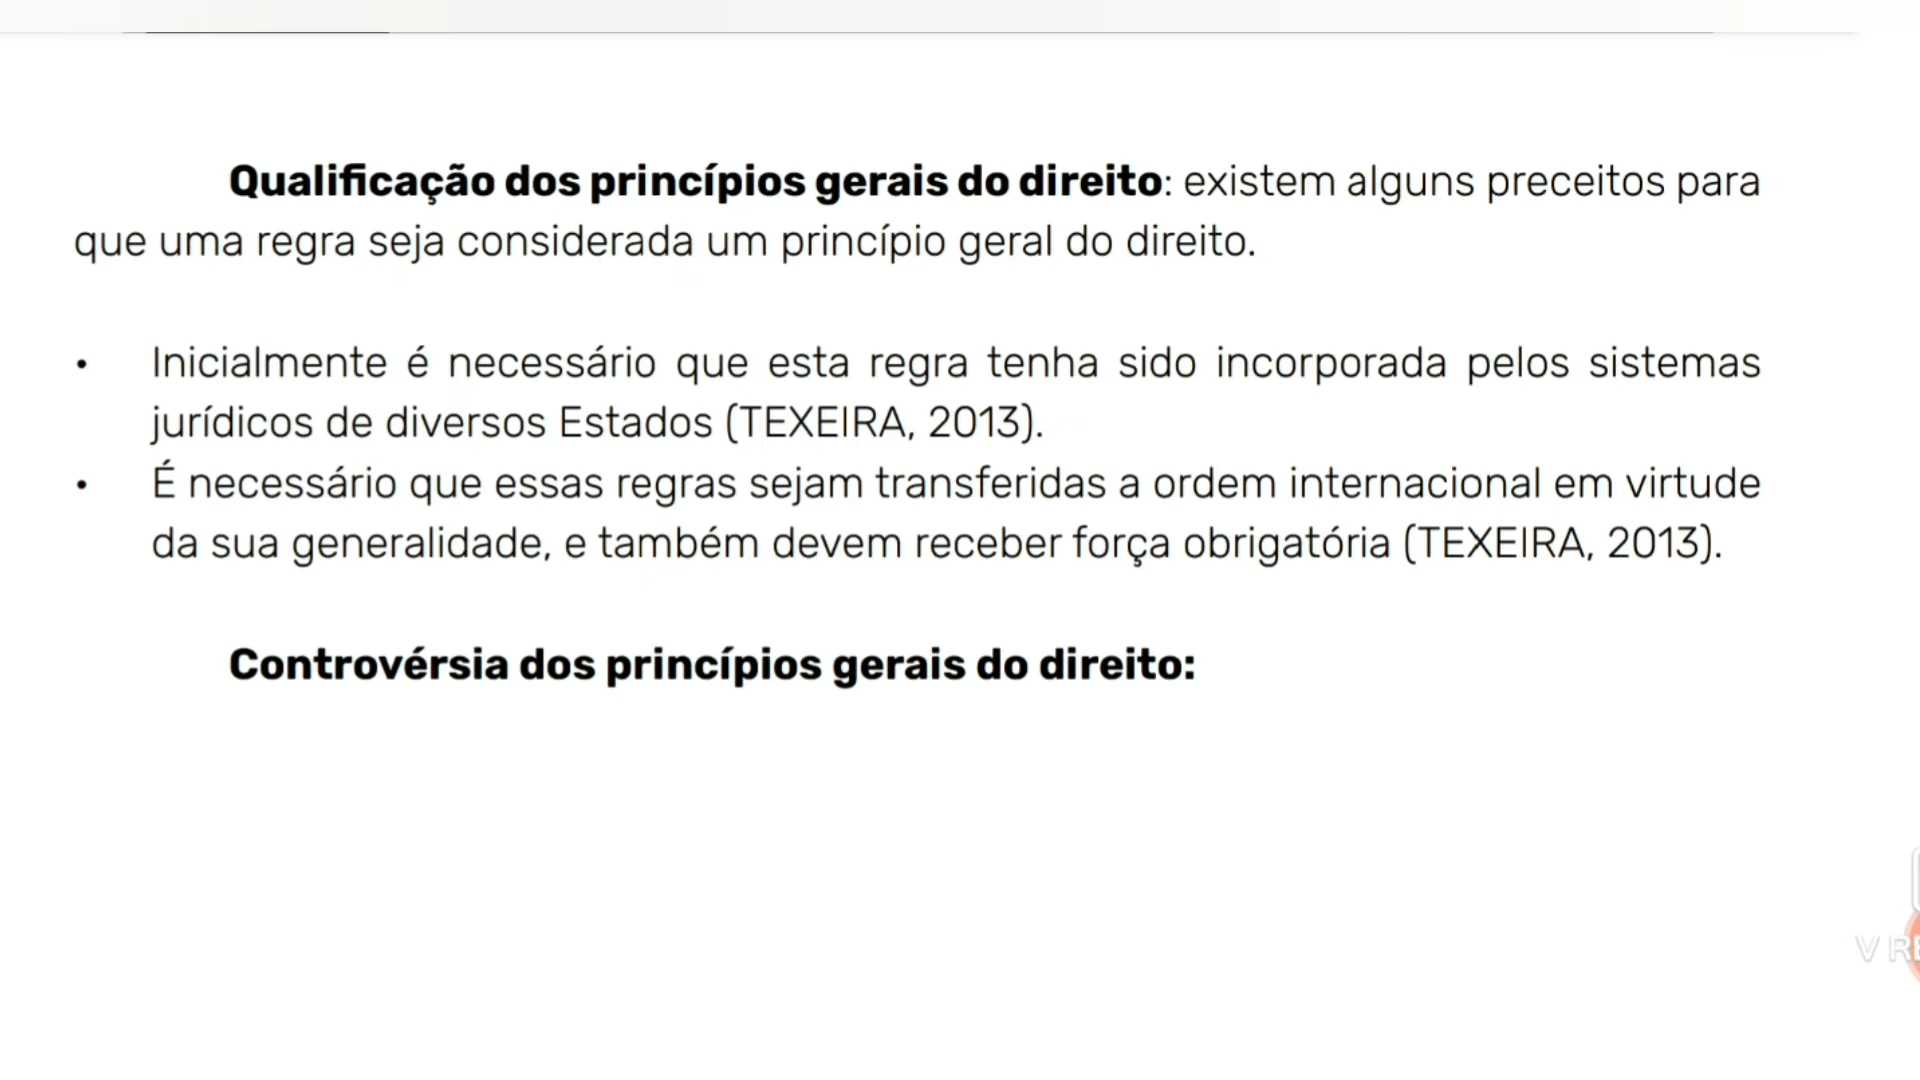 Qualificação dos princípios gerais do direito: existem alguns preceitos para
que uma regra seja considerada um princípio geral do direito.
• Inicialmente é necessário que esta regra tenha sido incorporada pelos sistemas
jurídicos de diversos Estados (TEXEIRA, 2013).
• É necessário que essas regras sejam transferidas a ordem internacional em virtude
da sua generalidade, e também devem receber força obrigatória (TEXEIRA, 2013).
Controvérsia dos princípios gerais do direito: